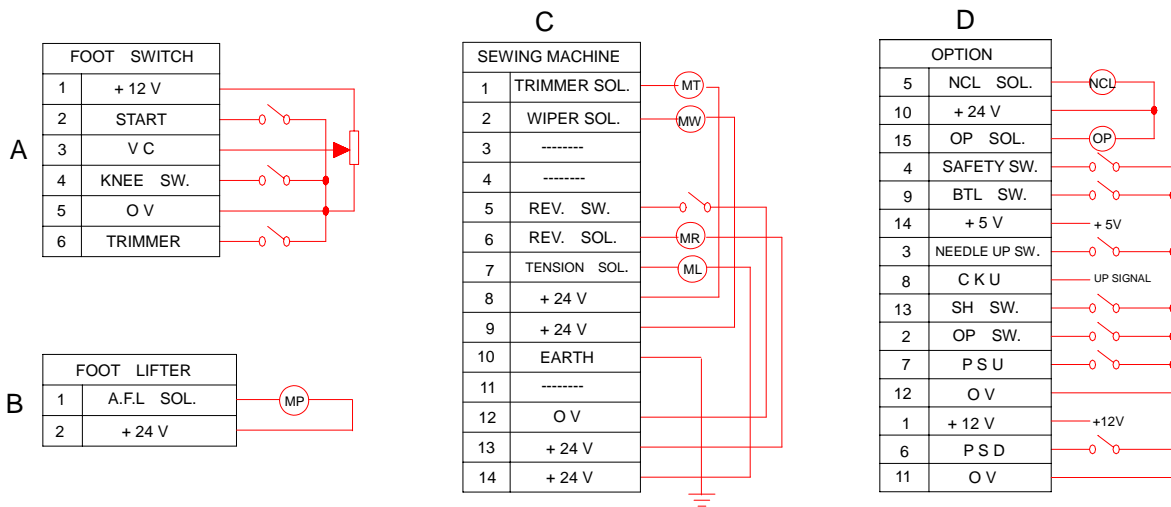 A
FOOT SWITCH
1 + 12 V
2 START
3 V C
4 KNEE SW.
5 O V
6 TRIMMER
B
FOOT LIFTER
1 A.F.L SOL. MP
2 + 24 V
C
SEWING MACHINE
1 TRIMMER SOL. MT
2 WIPER SOL. MW
3 --------
4 --------
5 REV. SW.
6 REV. SOL. MR
7 TENSION SOL. ML
8 + 24 V
9 + 24 V
10 EARTH
11 --------
12 O V
13 + 24 V
14 + 24 V
D
OPTION
5 NCL SOL. NCL
10 + 24 V
15 OP SOL. OP
4 SAFETY SW.
9 BTL SW.
14 + 5 V + 5V
3 NEEDLE UP SW.
8 C K U UP SIGNAL
13 SH SW.
2 OP SW.
7 P S U
12 O V
1 + 12 V +12V
6 P S D
11 O V